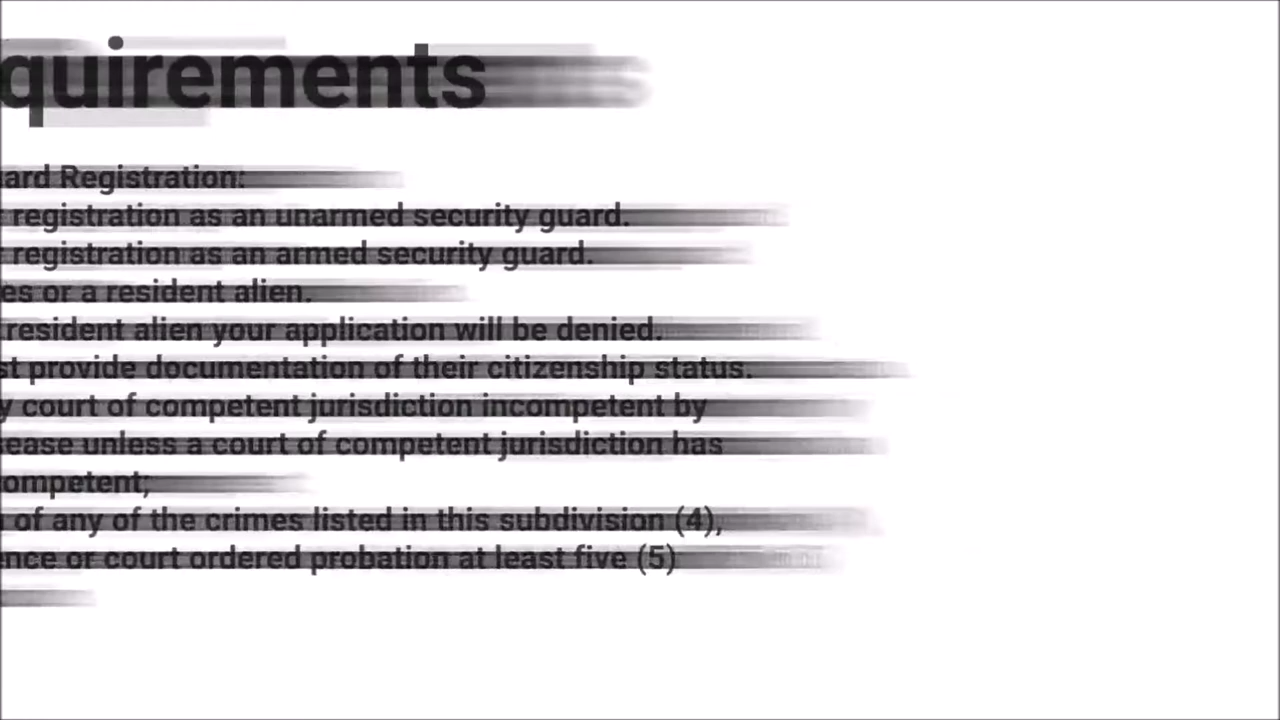 quirements
ard Registration:
registration as an unarmed security guard.
registration as an armed security guard.
es or a resident alien.
resident alien your application will be denied.
st provide documentation of their citizenship status.
y court of competent jurisdiction incompetent by
ease unless a court of competent jurisdiction has
ompetent;
of any of the crimes listed in this subdivision (4),
nce or court ordered probation at least five (5)